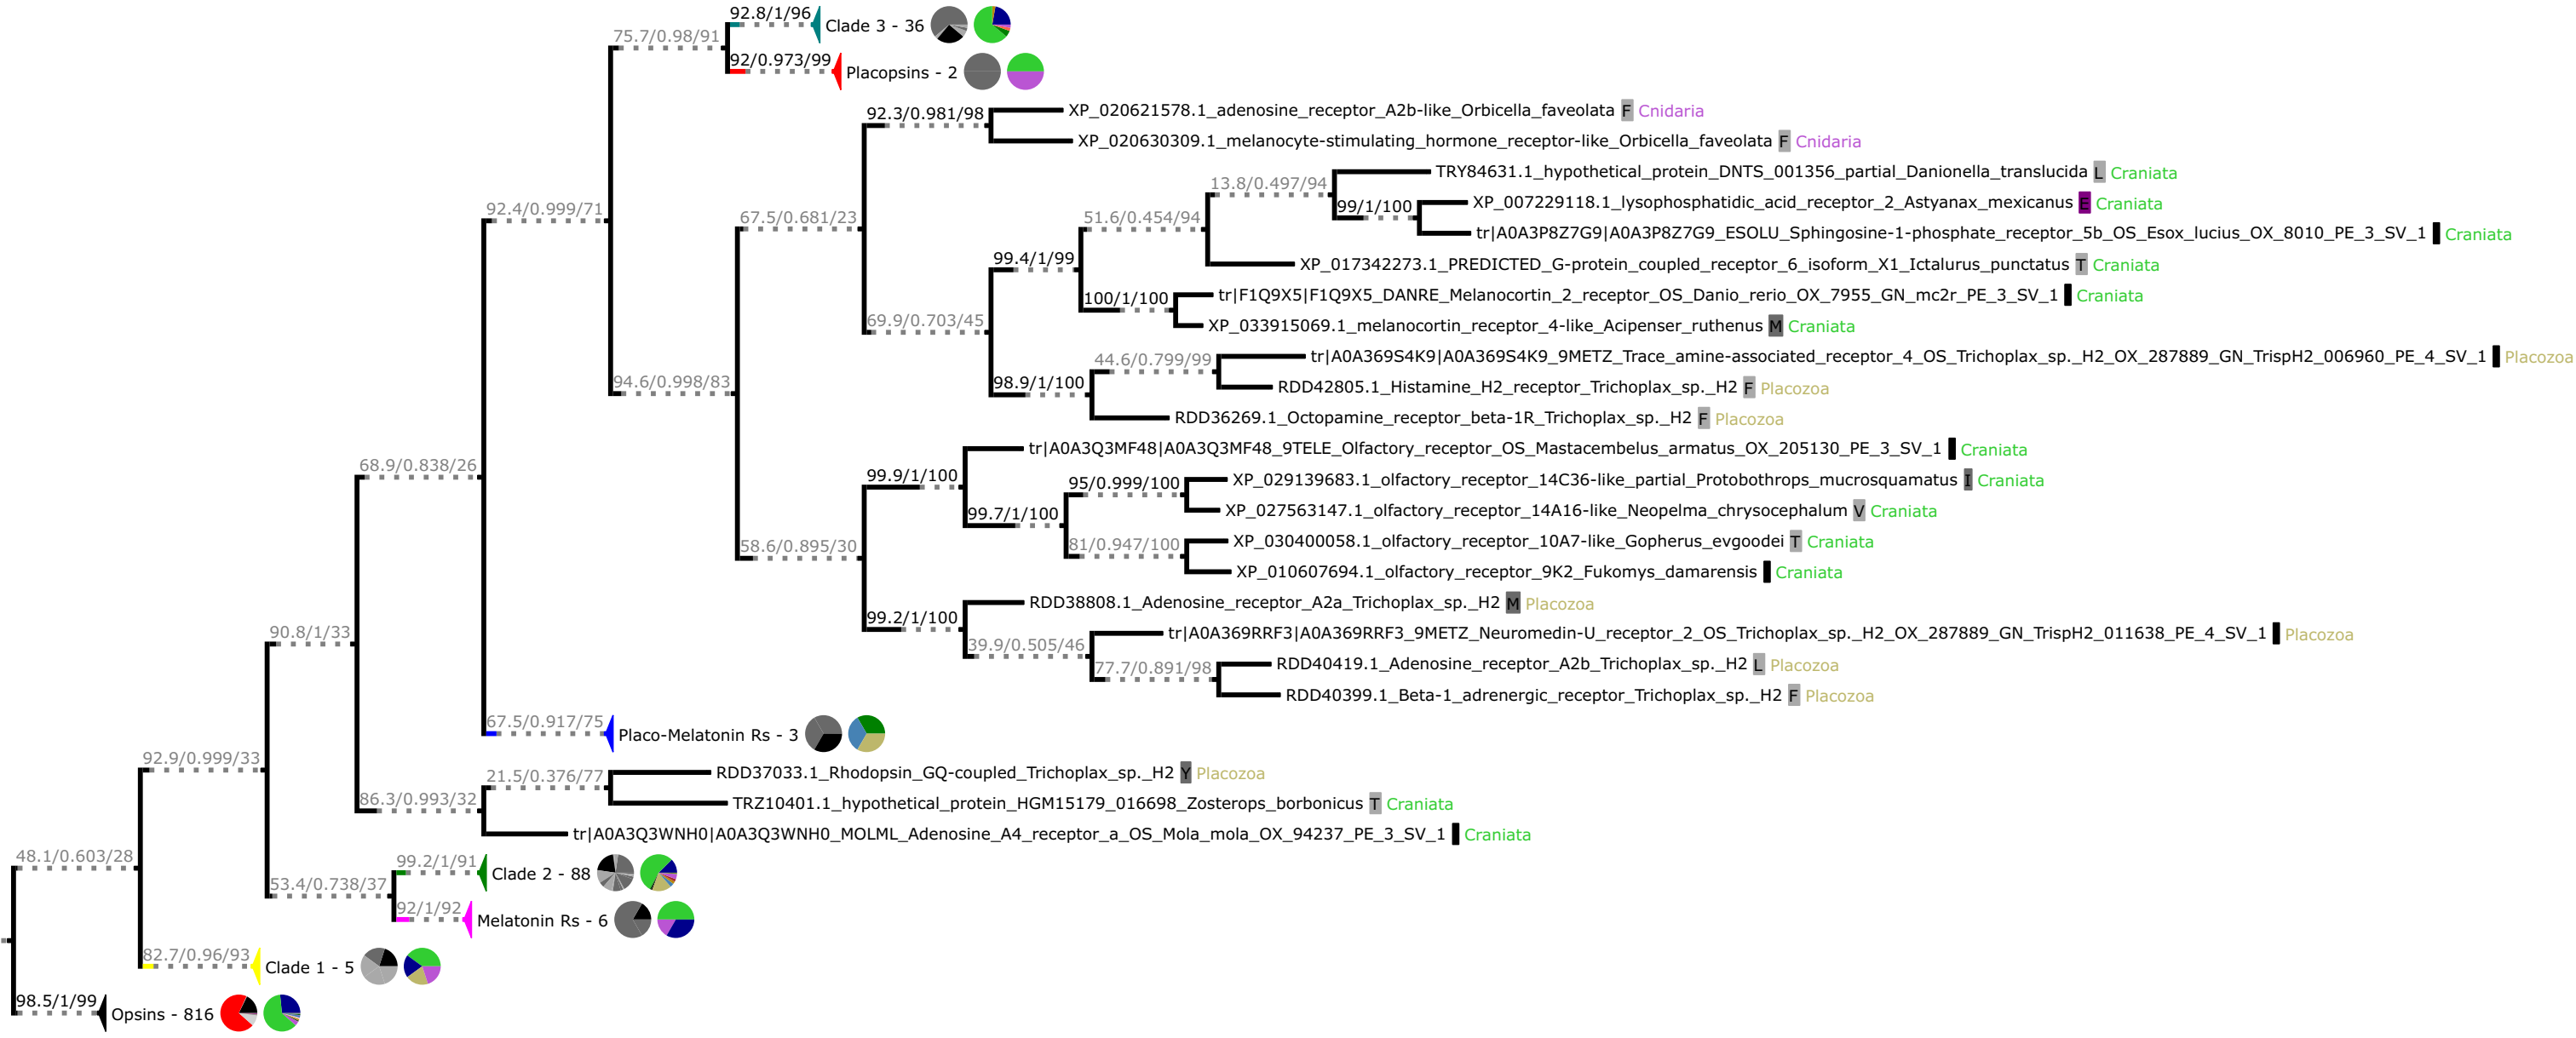 92.8/1/96
Clade 3 - 36
75.7/0.98/91
92/0.973/99
Placopsins - 2
92.3/0.981/98
XP_020621578.1_adenosine_receptor_A2b-like_Orbicella_faveolata F Cnidaria
XP_020630309.1_melanocyte-stimulating_hormone_receptor-like_Orbicella_faveolata F Cnidaria
TRY84631.1_hypothetical_protein_DNTS_001356_partial_Danionella_translucida L Craniata
13.8/0.497/94
XP_007229118.1_lysophosphatidic_acid_receptor_2_Astyanax_mexicanus E Craniata
99/1/100
92.4/0.999/71
67.5/0.681/23
51.6/0.454/94
tr|A0A3P8Z7G9|A0A3P8Z7G9_ESOLU_Sphingosine-1-phosphate_receptor_5b_OS_Esox_lucius_OX_8010_PE_3_SV_1 Craniata
99.4/1/99
XP_017342273.1_PREDICTED_G-protein_coupled_receptor_6_isoform_X1_Ictalurus_punctatus T Craniata
100/1/100
tr|F1Q9X5|F1Q9X5_DANRE_Melanocortin_2_receptor_OS_Danio_rerio_OX_7955_GN_mc2r_PE_3_SV_1 Craniata
69.9/0.703/45
XP_033915069.1_melanocortin_receptor_4-like_Acipenser_ruthenus M Craniata
44.6/0.799/99
tr|A0A369S4K9|A0A369S4K9_9METZ_Trace_amine-associated_receptor_4_OS_Trichoplax_sp._H2_OX_287889_GN_TrispH2_006960_PE_4_SV_1 Placozoa
94.6/0.998/83
98.9/1/100
RDD42805.1_Histamine_H2_receptor_Trichoplax_sp._H2 F Placozoa
RDD36269.1_Octopamine_receptor_beta-1R_Trichoplax_sp._H2 F Placozoa
tr|A0A3Q3MF48|A0A3Q3MF48_9TELE_Olfactory_receptor_OS_Mastacembelus_armatus_OX_205130_PE_3_SV_1 Craniata
68.9/0.838/26
99.9/1/100
95/0.999/100
XP_029139683.1_olfactory_receptor_14C36-like_partial_Protobothrops_mucrosquamatus I Craniata
99.7/1/100
XP_027563147.1_olfactory_receptor_14A16-like_Neopelma_chrysocephalum V Craniata
58.6/0.895/30
81/0.947/100
XP_030400058.1_olfactory_receptor_10A7-like_Gopherus_evgoodei T Craniata
XP_010607694.1_olfactory_receptor_9K2_Fukomys_damarensis Craniata
99.2/1/100
RDD38808.1_Adenosine_receptor_A2a_Trichoplax_sp._H2 M Placozoa
90.8/1/33
39.9/0.505/46
tr|A0A369RRF3|A0A369RRF3_9METZ_Neuromedin-U_receptor_2_OS_Trichoplax_sp._H2_OX_287889_GN_TrispH2_011638_PE_4_SV_1 Placozoa
77.7/0.891/98
RDD40419.1_Adenosine_receptor_A2b_Trichoplax_sp._H2 L Placozoa
RDD40399.1_Beta-1_adrenergic_receptor_Trichoplax_sp._H2 F Placozoa
67.5/0.917/75
Placo-Melatonin Rs - 3
92.9/0.999/33
21.5/0.376/77
RDD37033.1_Rhodopsin_GQ-coupled_Trichoplax_sp._H2 Y Placozoa
86.3/0.993/32
TRZ10401.1_hypothetical_protein_HGM15179_016698_Zosterops_borbonicus T Craniata
tr|A0A3Q3WNH0|A0A3Q3WNH0_MOLML_Adenosine_A4_receptor_a_OS_Mola_mola_OX_94237_PE_3_SV_1 Craniata
48.1/0.603/28
99.2/1/91
Clade 2 - 88
53.4/0.738/37
92/1/92
Melatonin Rs - 6
82.7/0.96/93
Clade 1 - 5
98.5/1/99
Opsins - 816